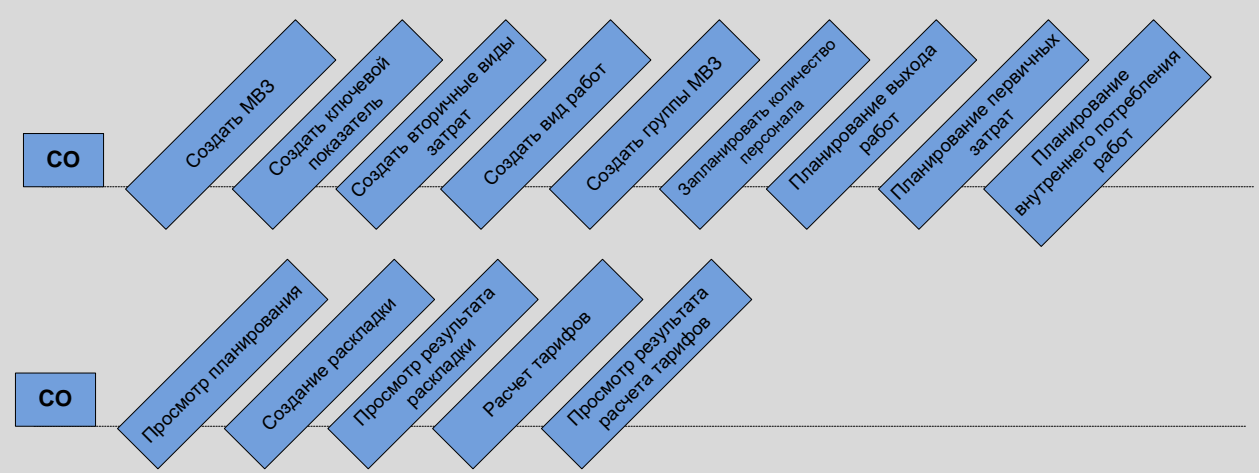 СО
Создать МВЗ
Создать ключевой
показатель
Создать вторичные виды
затрат
Создать вид работ
Создать группы МВЗ
Запланировать количество
персонала
Планирование выхода
работ
Планирование первичных
затрат
Планирование
внутреннего потребления
работ
СО
Просмотр планирования
Создание раскладки
Просмотр результата
раскладки
Расчет тарифов
Просмотр результата
расчета тарифов